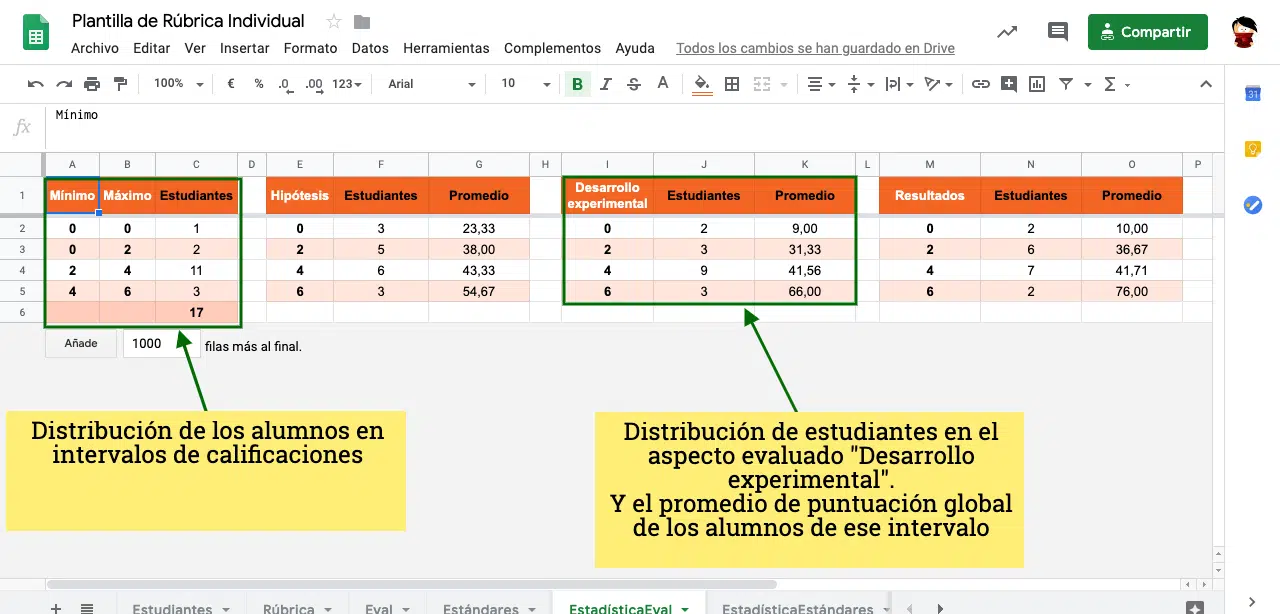 Plantilla de Rúbrica Individual
Archivo Editar Ver Insertar Formato Datos Herramientas Complementos Ayuda Todos los cambios se han guardado en Drive
Compartir
100% € % .0 .00 123 Arial 10 B I S A Σ
31
fx Mínimo
A B C D E F G H I J K L M N O P
1 Mínimo Máximo Estudiantes Hipótesis Estudiantes Promedio Desarrollo experimental Estudiantes Promedio Resultados Estudiantes Promedio
2 0 0 1 0 3 23,33 0 2 9,00 0 2 10,00
3 0 2 2 2 5 38,00 2 3 31,33 2 6 36,67
4 2 4 11 4 6 43,33 4 9 41,56 4 7 41,71
5 4 6 3 6 3 54,67 6 3 66,00 6 2 76,00
6 17
Añade 1000 filas más al final.
Distribución de los alumnos en
intervalos de calificaciones
Distribución de estudiantes en el
aspecto evaluado "Desarrollo
experimental".
Y el promedio de puntuación global
de los alumnos de ese intervalo
Estudiantes Rúbrica Eval Estándares EstadísticaEval EstadísticaEstándares